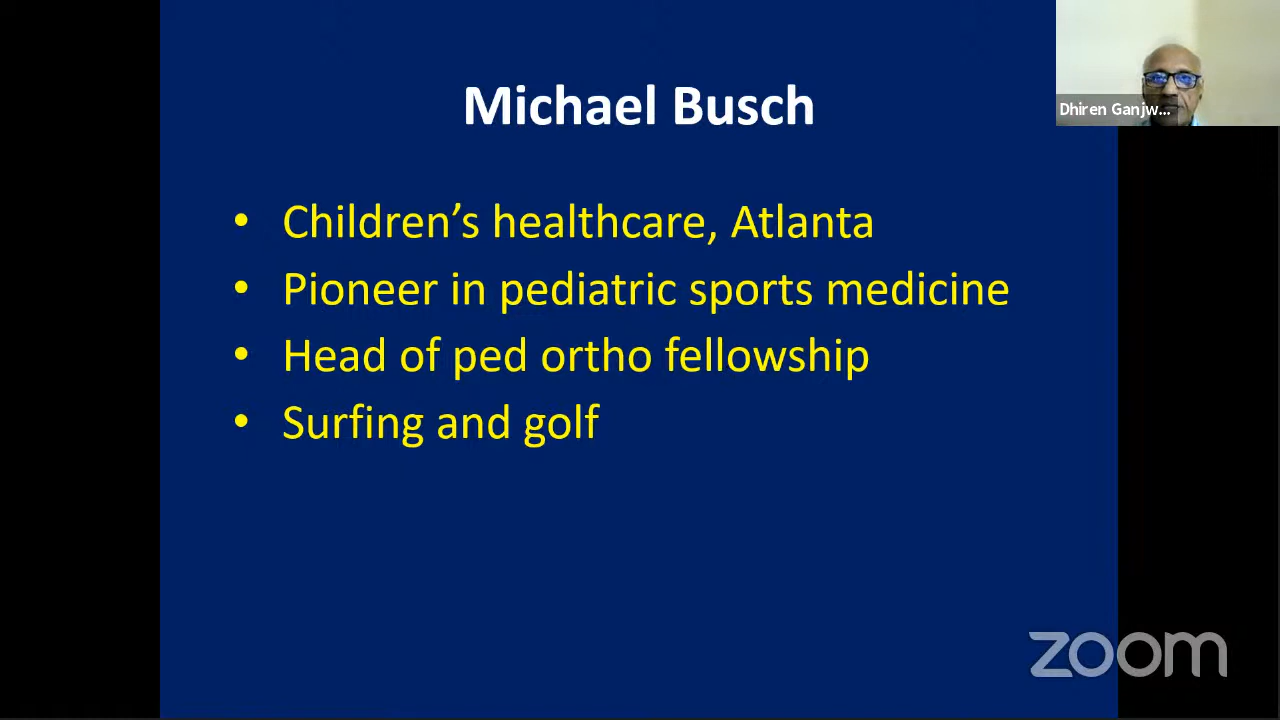 Michael Busch
Dhiren Ganjw...
• Children's healthcare, Atlanta
• Pioneer in pediatric sports medicine
• Head of ped ortho fellowship
• Surfing and golf
zoom